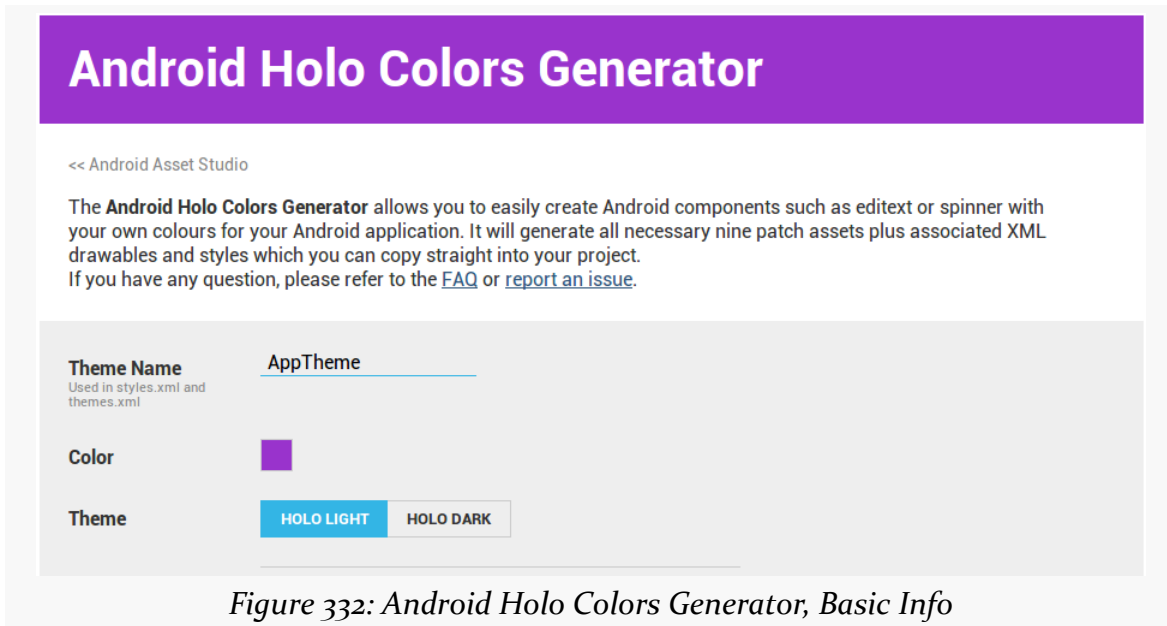 Android Holo Colors Generator
<< Android Asset Studio
The Android Holo Colors Generator allows you to easily create Android components such as editext or spinner with
your own colours for your Android application. It will generate all necessary nine patch assets plus associated XML
drawables and styles which you can copy straight into your project.
If you have any question, please refer to the FAQ or report an issue.
Theme Name
AppTheme
Used in styles.xml and
themes.xml
Color
Theme
HOLO LIGHT HOLO DARK
Figure 332: Android Holo Colors Generator, Basic Info